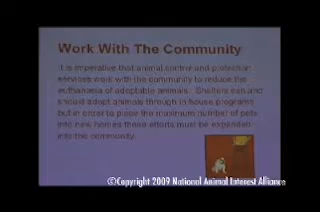 Work With The Community
It is imperative that animal control and protection
services work with the community to reduce the
euthanasia of adoptable animals. Shelters can and
should adopt animals through in house programs
but in order to place the maximum number of pets
into new homes these efforts must be expanded
into the community.
©Copyright 2009 National Animal Interest Alliance